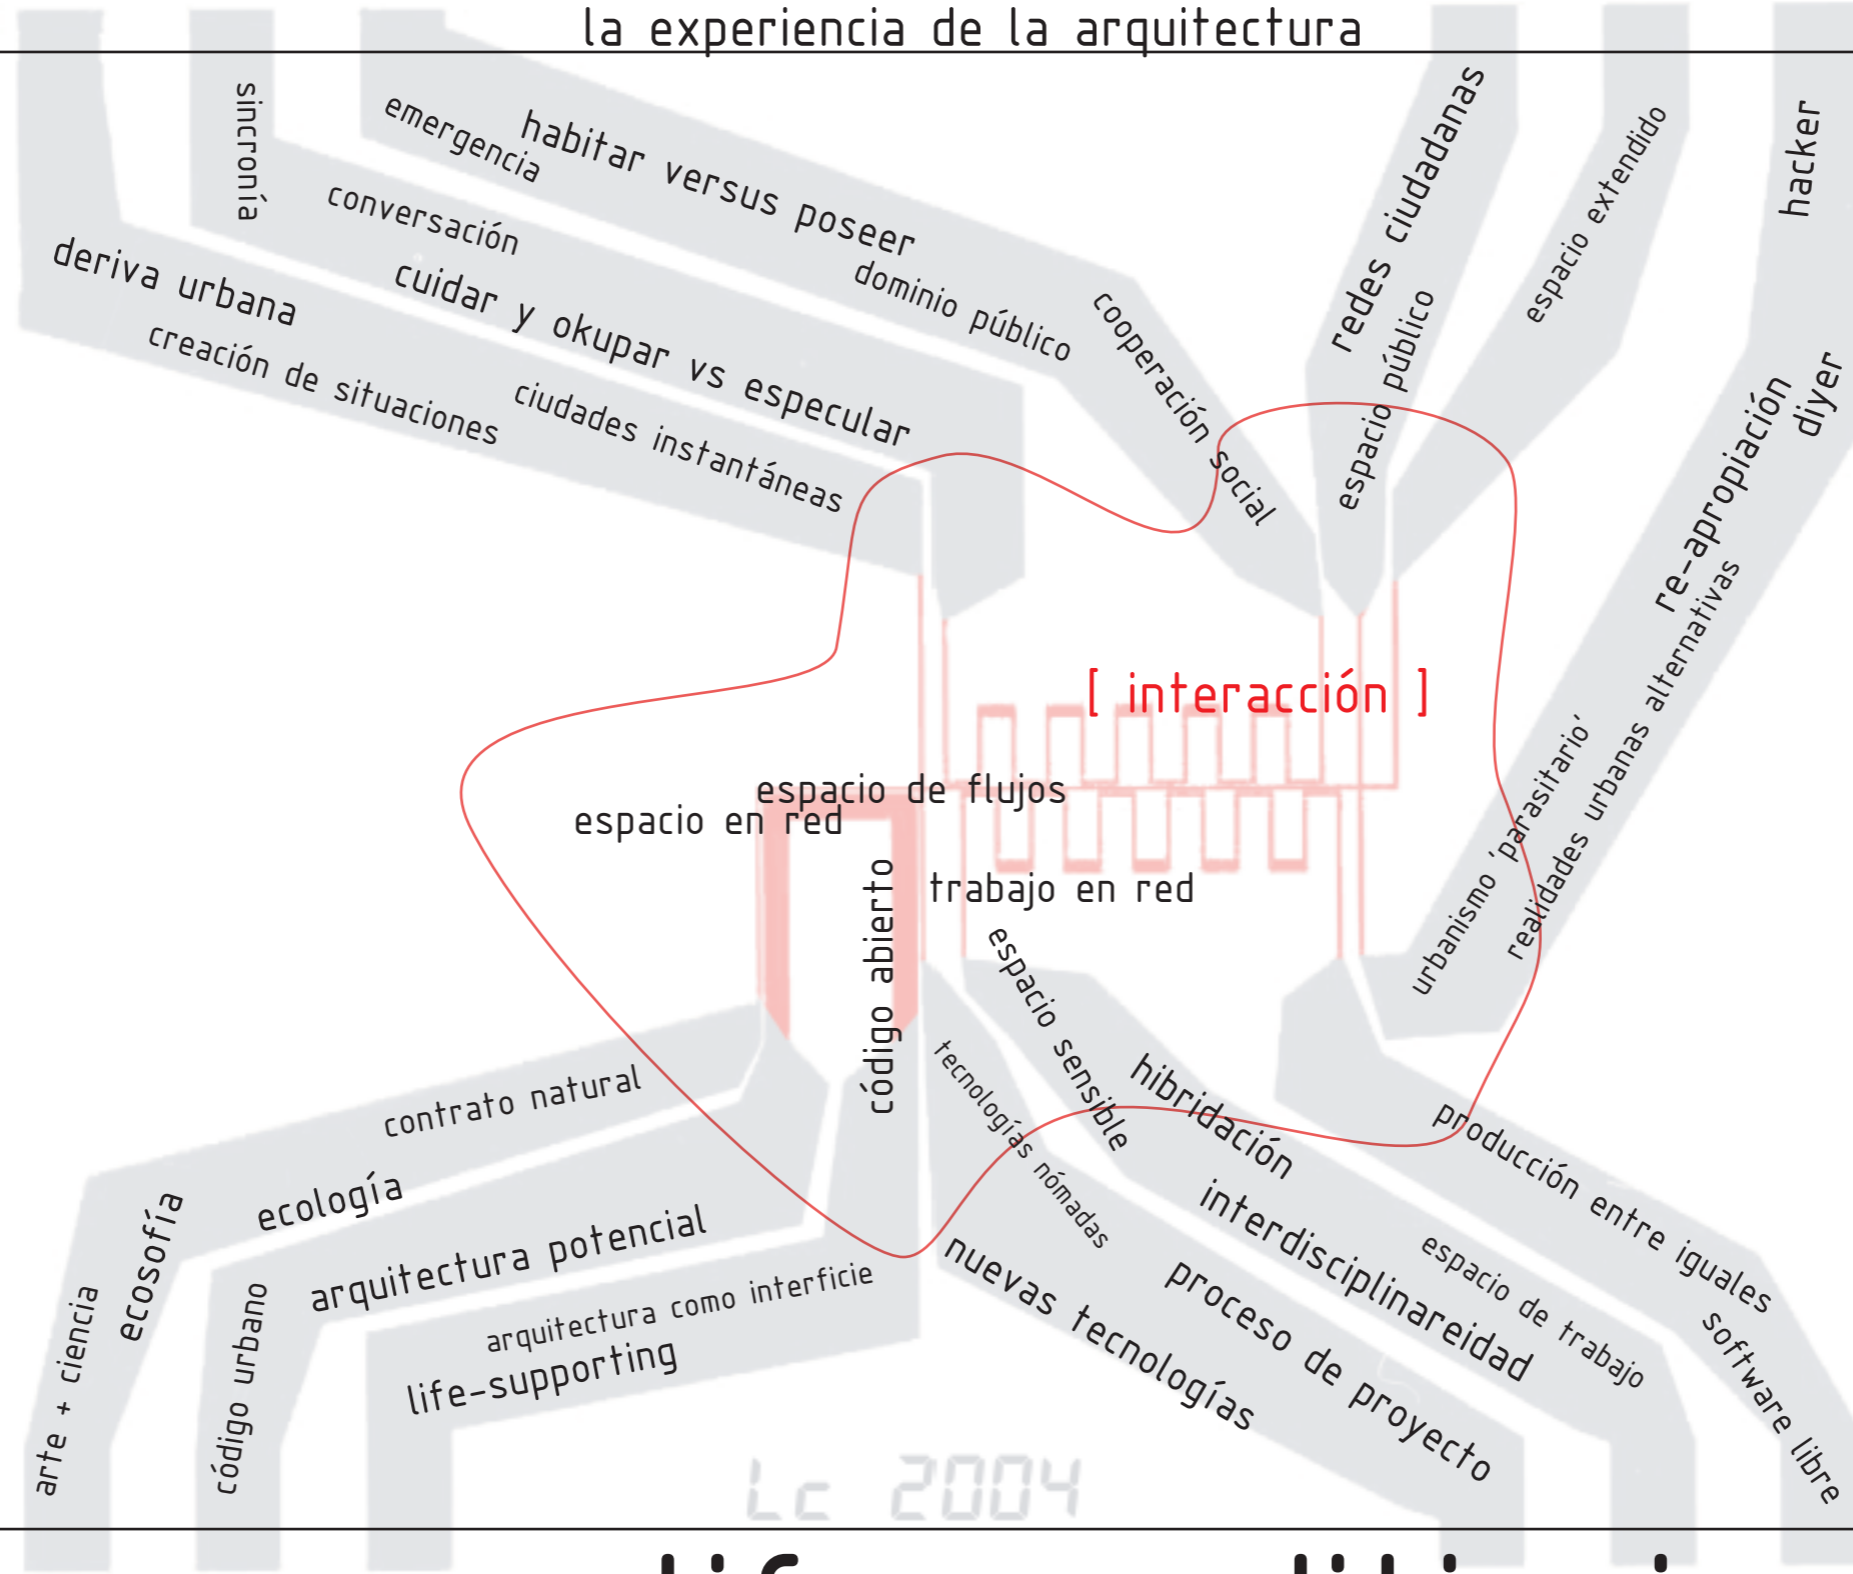 la experiencia de la arquitectura
sincronía
emergencia
habitar versus poseer
conversación
deriva urbana
cuidar y okupar vs especular
dominio público
creación de situaciones
ciudades instantáneas
cooperación social
redes ciudadanas
espacio público
espacio extendido
hacker
diyer
re-apropiación
realidades urbanas alternativas
urbanismo 'parasitario'
[ interacción ]
espacio de flujos
espacio en red
trabajo en red
código abierto
espacio sensible
tecnologías nómadas
hibridación
contrato natural
ecología
ecosofía
arte + ciencia
código urbano
arquitectura potencial
arquitectura como interficie
life-supporting
nuevas tecnologías
proceso de proyecto
interdisciplinareidad
espacio de trabajo
producción entre iguales
software libre
Lc 2004